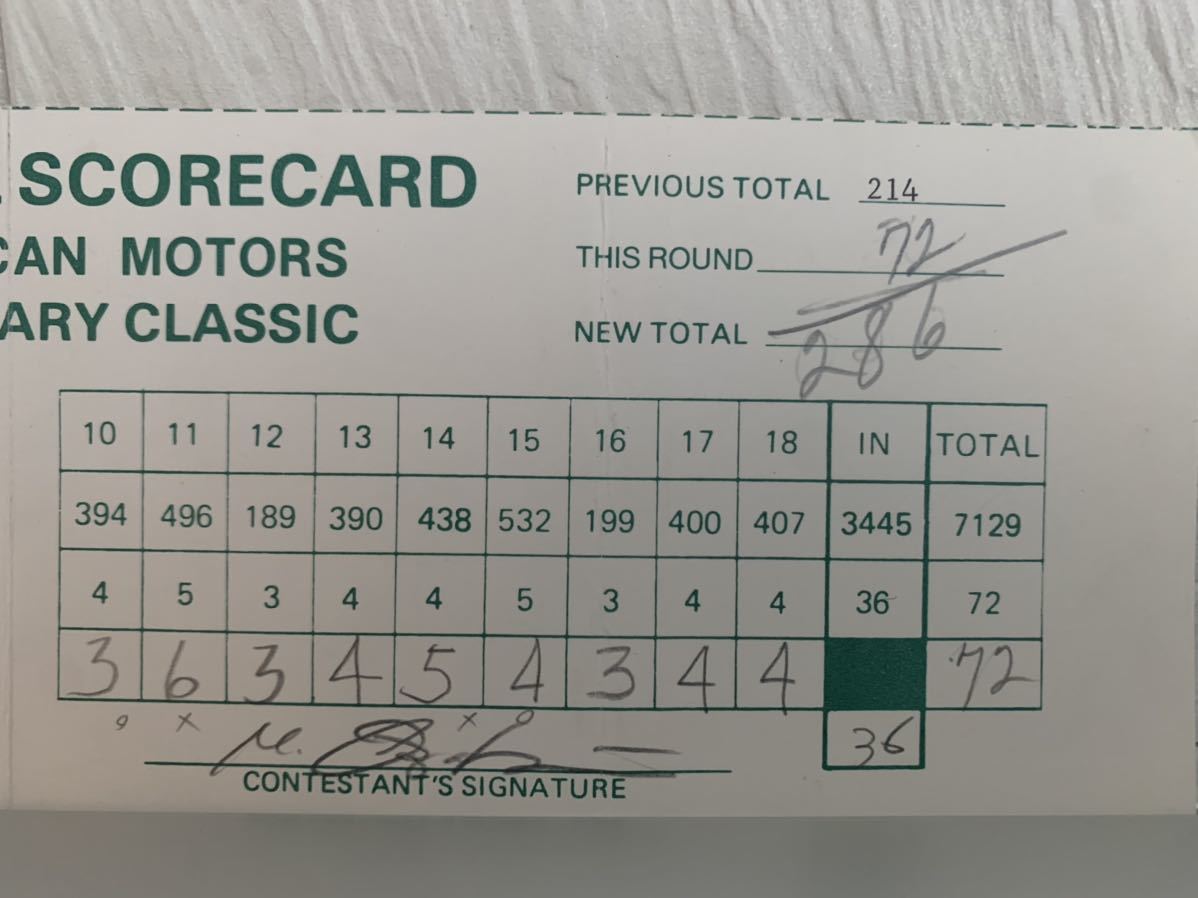 SCORECARD
CAN MOTORS
ARY CLASSIC
PREVIOUS TOTAL 214
THIS ROUND 72
NEW TOTAL 286
10 11 12 13 14 15 16 17 18 IN TOTAL
394 496 189 390 438 532 199 400 407 3445 7129
4 5 3 4 4 5 3 4 4 36 72
3 6 3 4 5 4 3 4 4 72
o x x o
36
CONTESTANT'S SIGNATURE